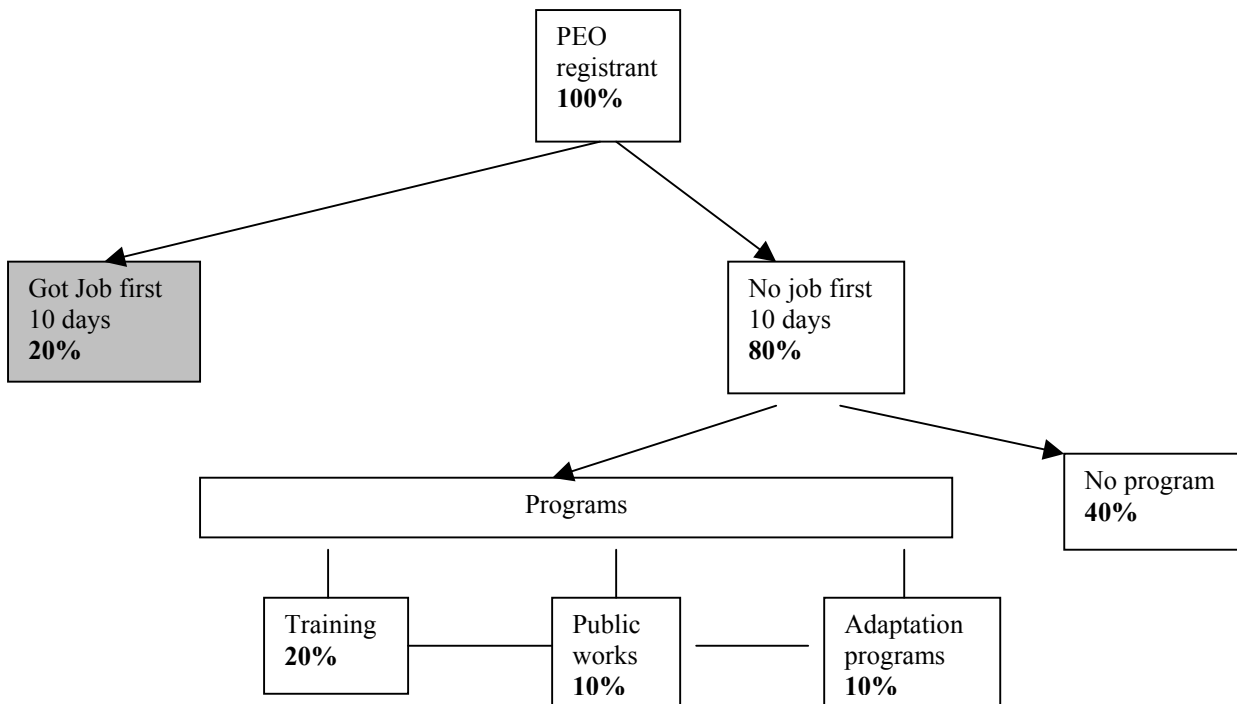 PEO
registrant
100%
Got Job first
10 days
20%
No job first
10 days
80%
Programs
No program
40%
Training
20%
Public
works
10%
Adaptation
programs
10%